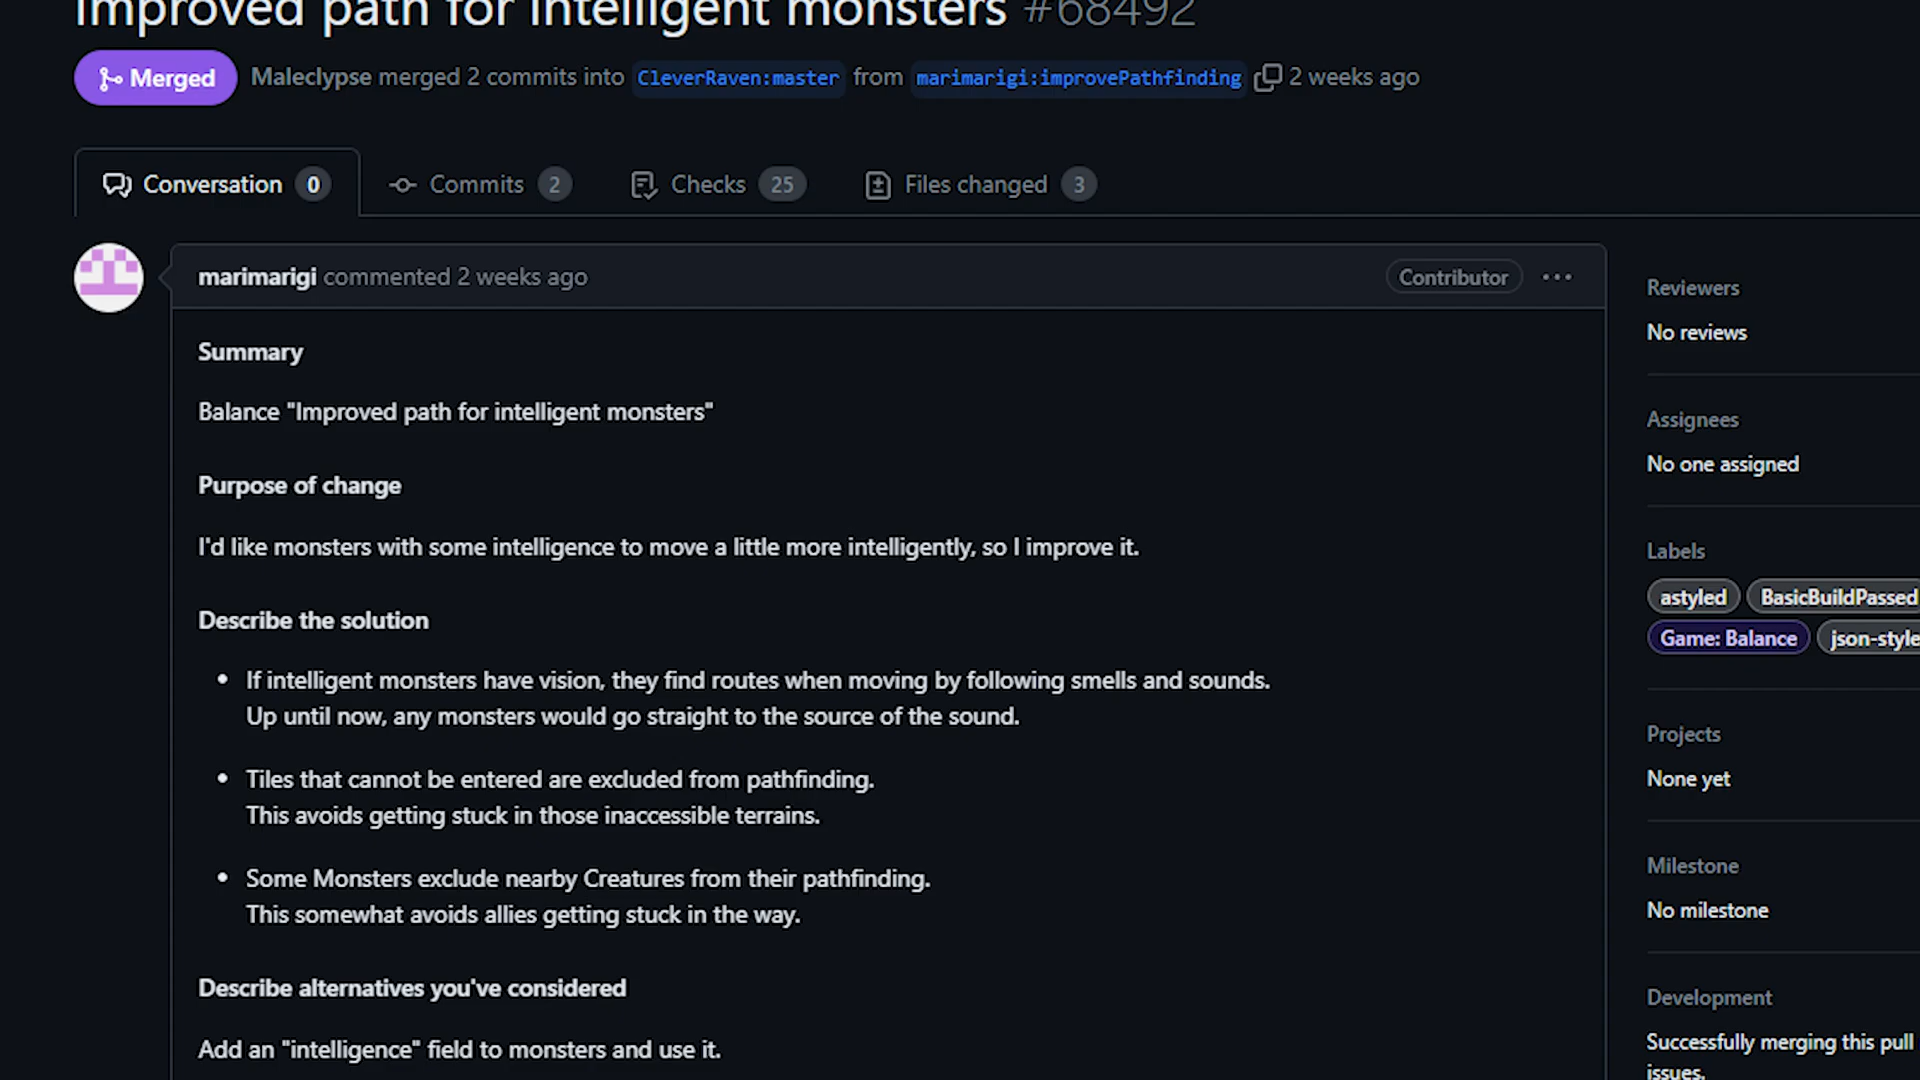 Improved path for intelligent monsters #68492
Merged Maleclypse merged 2 commits into CleverRaven:master from marimarigi:improvePathfinding 2 weeks ago
Conversation 0 Commits 2 Checks 25 Files changed 3
marimarigi commented 2 weeks ago Contributor
Summary
Balance "Improved path for intelligent monsters"
Purpose of change
I'd like monsters with some intelligence to move a little more intelligently, so I improve it.
Describe the solution
• If intelligent monsters have vision, they find routes when moving by following smells and sounds.
Up until now, any monsters would go straight to the source of the sound.
• Tiles that cannot be entered are excluded from pathfinding.
This avoids getting stuck in those inaccessible terrains.
• Some Monsters exclude nearby Creatures from their pathfinding.
This somewhat avoids allies getting stuck in the way.
Describe alternatives you've considered
Add an "intelligence" field to monsters and use it.
Reviewers
No reviews
Assignees
No one assigned
Labels
astyled BasicBuildPassed
Game: Balance json-style
Projects
None yet
Milestone
No milestone
Development
Successfully merging this pull
issues.